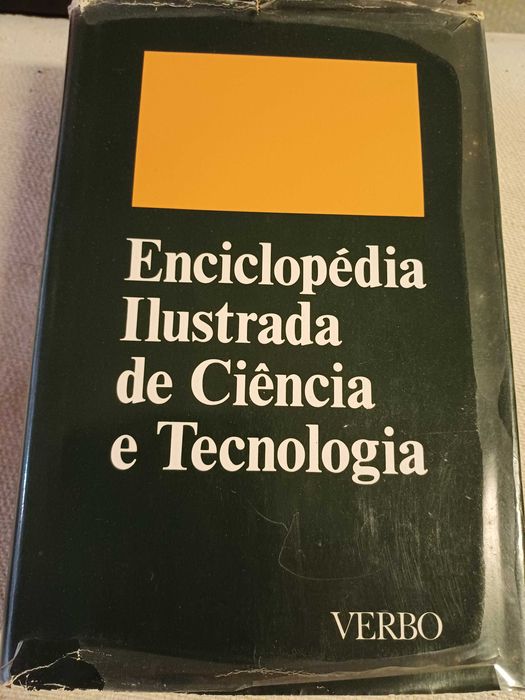 Enciclopédia
Ilustrada
de Ciência
e Tecnologia
VERBO